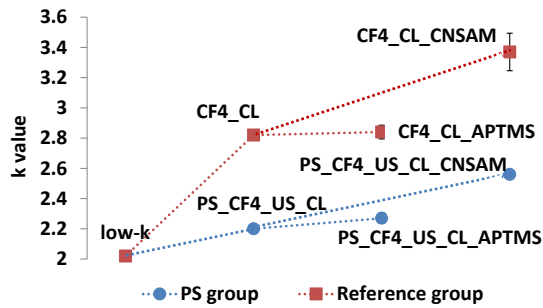 3.6
3.4
3.2
3
2.8
2.6
2.4
2.2
2
k value
CF4_CL_CNSAM
CF4_CL
CF4_CL_APTMS
PS_CF4_US_CL_CNSAM
PS_CF4_US_CL
low-k
PS_CF4_US_CL_APTMS
PS group
Reference group